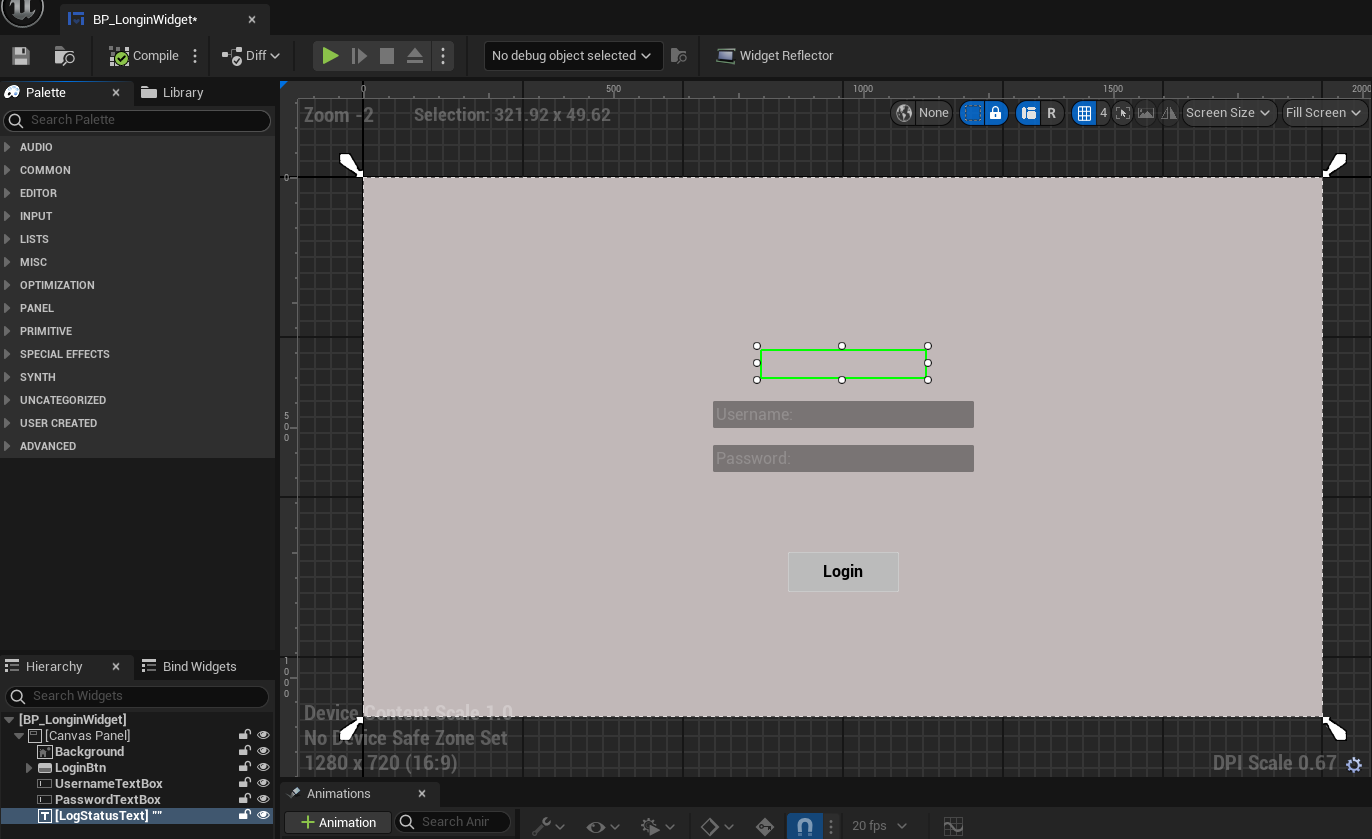 BP_LonginWidget*
Compile
Diff
No debug object selected
Widget Reflector
Palette
Library
Search Palette
AUDIO
COMMON
EDITOR
INPUT
LISTS
MISC
OPTIMIZATION
PANEL
PRIMITIVE
SPECIAL EFFECTS
SYNTH
UNCATEGORIZED
USER CREATED
ADVANCED
Hierarchy
Bind Widgets
Search Widgets
[BP_LonginWidget]
[Canvas Panel]
Background
LoginBtn
UsernameTextBox
PasswordTextBox
[LogStatusText] ""
0 500 1000 1500 2000
Zoom -2
Selection: 321.92 x 49.62
None
R
4
Screen Size
Fill Screen
0
500
1000
Username:
Password:
Login
Device Content Scale 1.0
No Device Safe Zone Set
1280 x 720 (16:9)
DPI Scale 0.67
Animations
Animation
Search Anir
20 fps